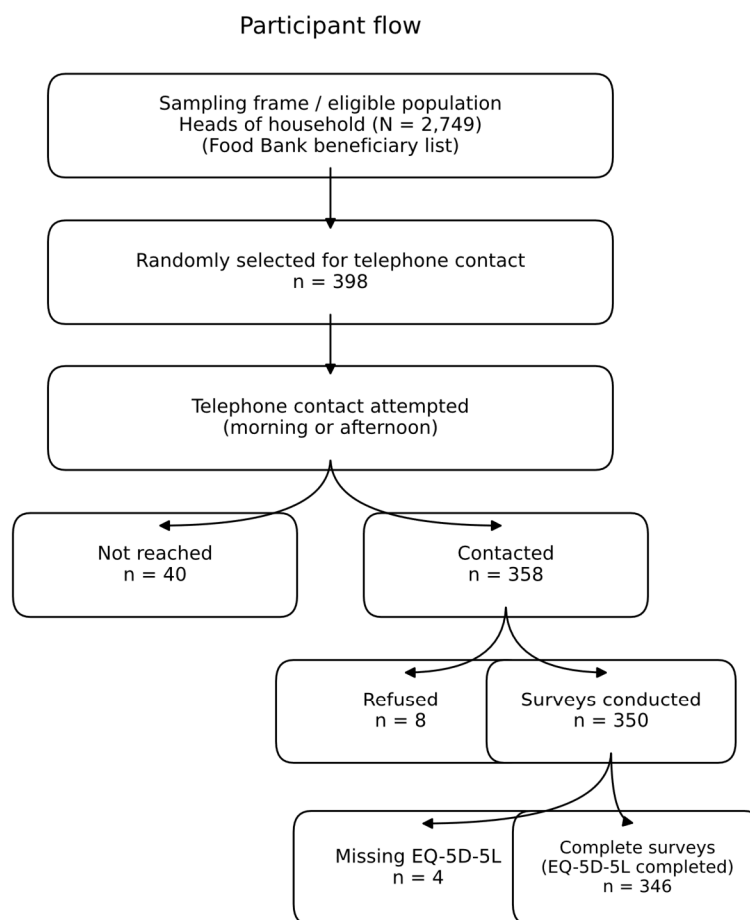 Participant flow
Sampling frame / eligible population
Heads of household (N = 2,749)
(Food Bank beneficiary list)
Randomly selected for telephone contact
n = 398
Telephone contact attempted
(morning or afternoon)
Not reached
n = 40
Contacted
n = 358
Refused
n = 8
Surveys conducted
n = 350
Missing EQ-5D-5L
n = 4
Complete surveys
(EQ-5D-5L completed)
n = 346